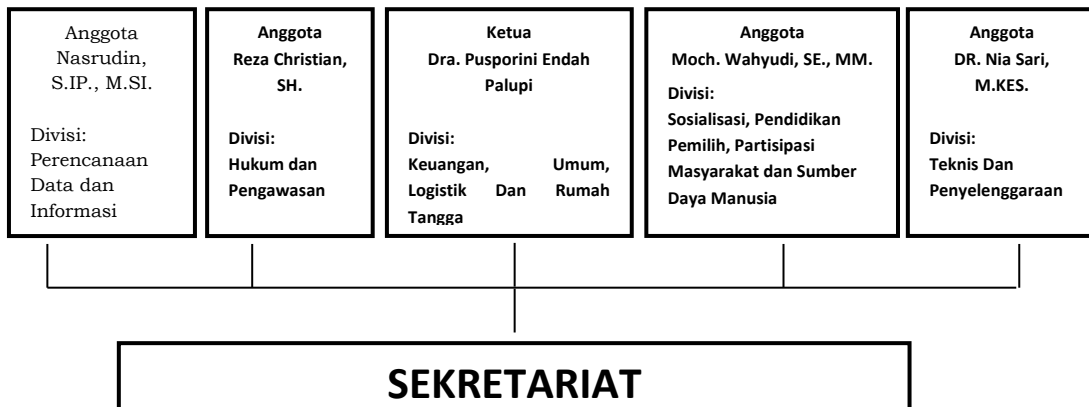 Anggota
Nasrudin,
S.IP., M.SI.
Divisi:
Perencanaan
Data dan
Informasi
Anggota
Reza Christian,
SH.
Divisi:
Hukum dan
Pengawasan
Ketua
Dra. Pusporini Endah
Palupi
Divisi:
Keuangan, Umum,
Logistik Dan Rumah
Tangga
Anggota
Moch. Wahyudi, SE., MM.
Divisi:
Sosialisasi, Pendidikan
Pemilih, Partisipasi
Masyarakat dan Sumber
Daya Manusia
Anggota
DR. Nia Sari,
M.KES.
Divisi:
Teknis Dan
Penyelenggaraan
SEKRETARIAT